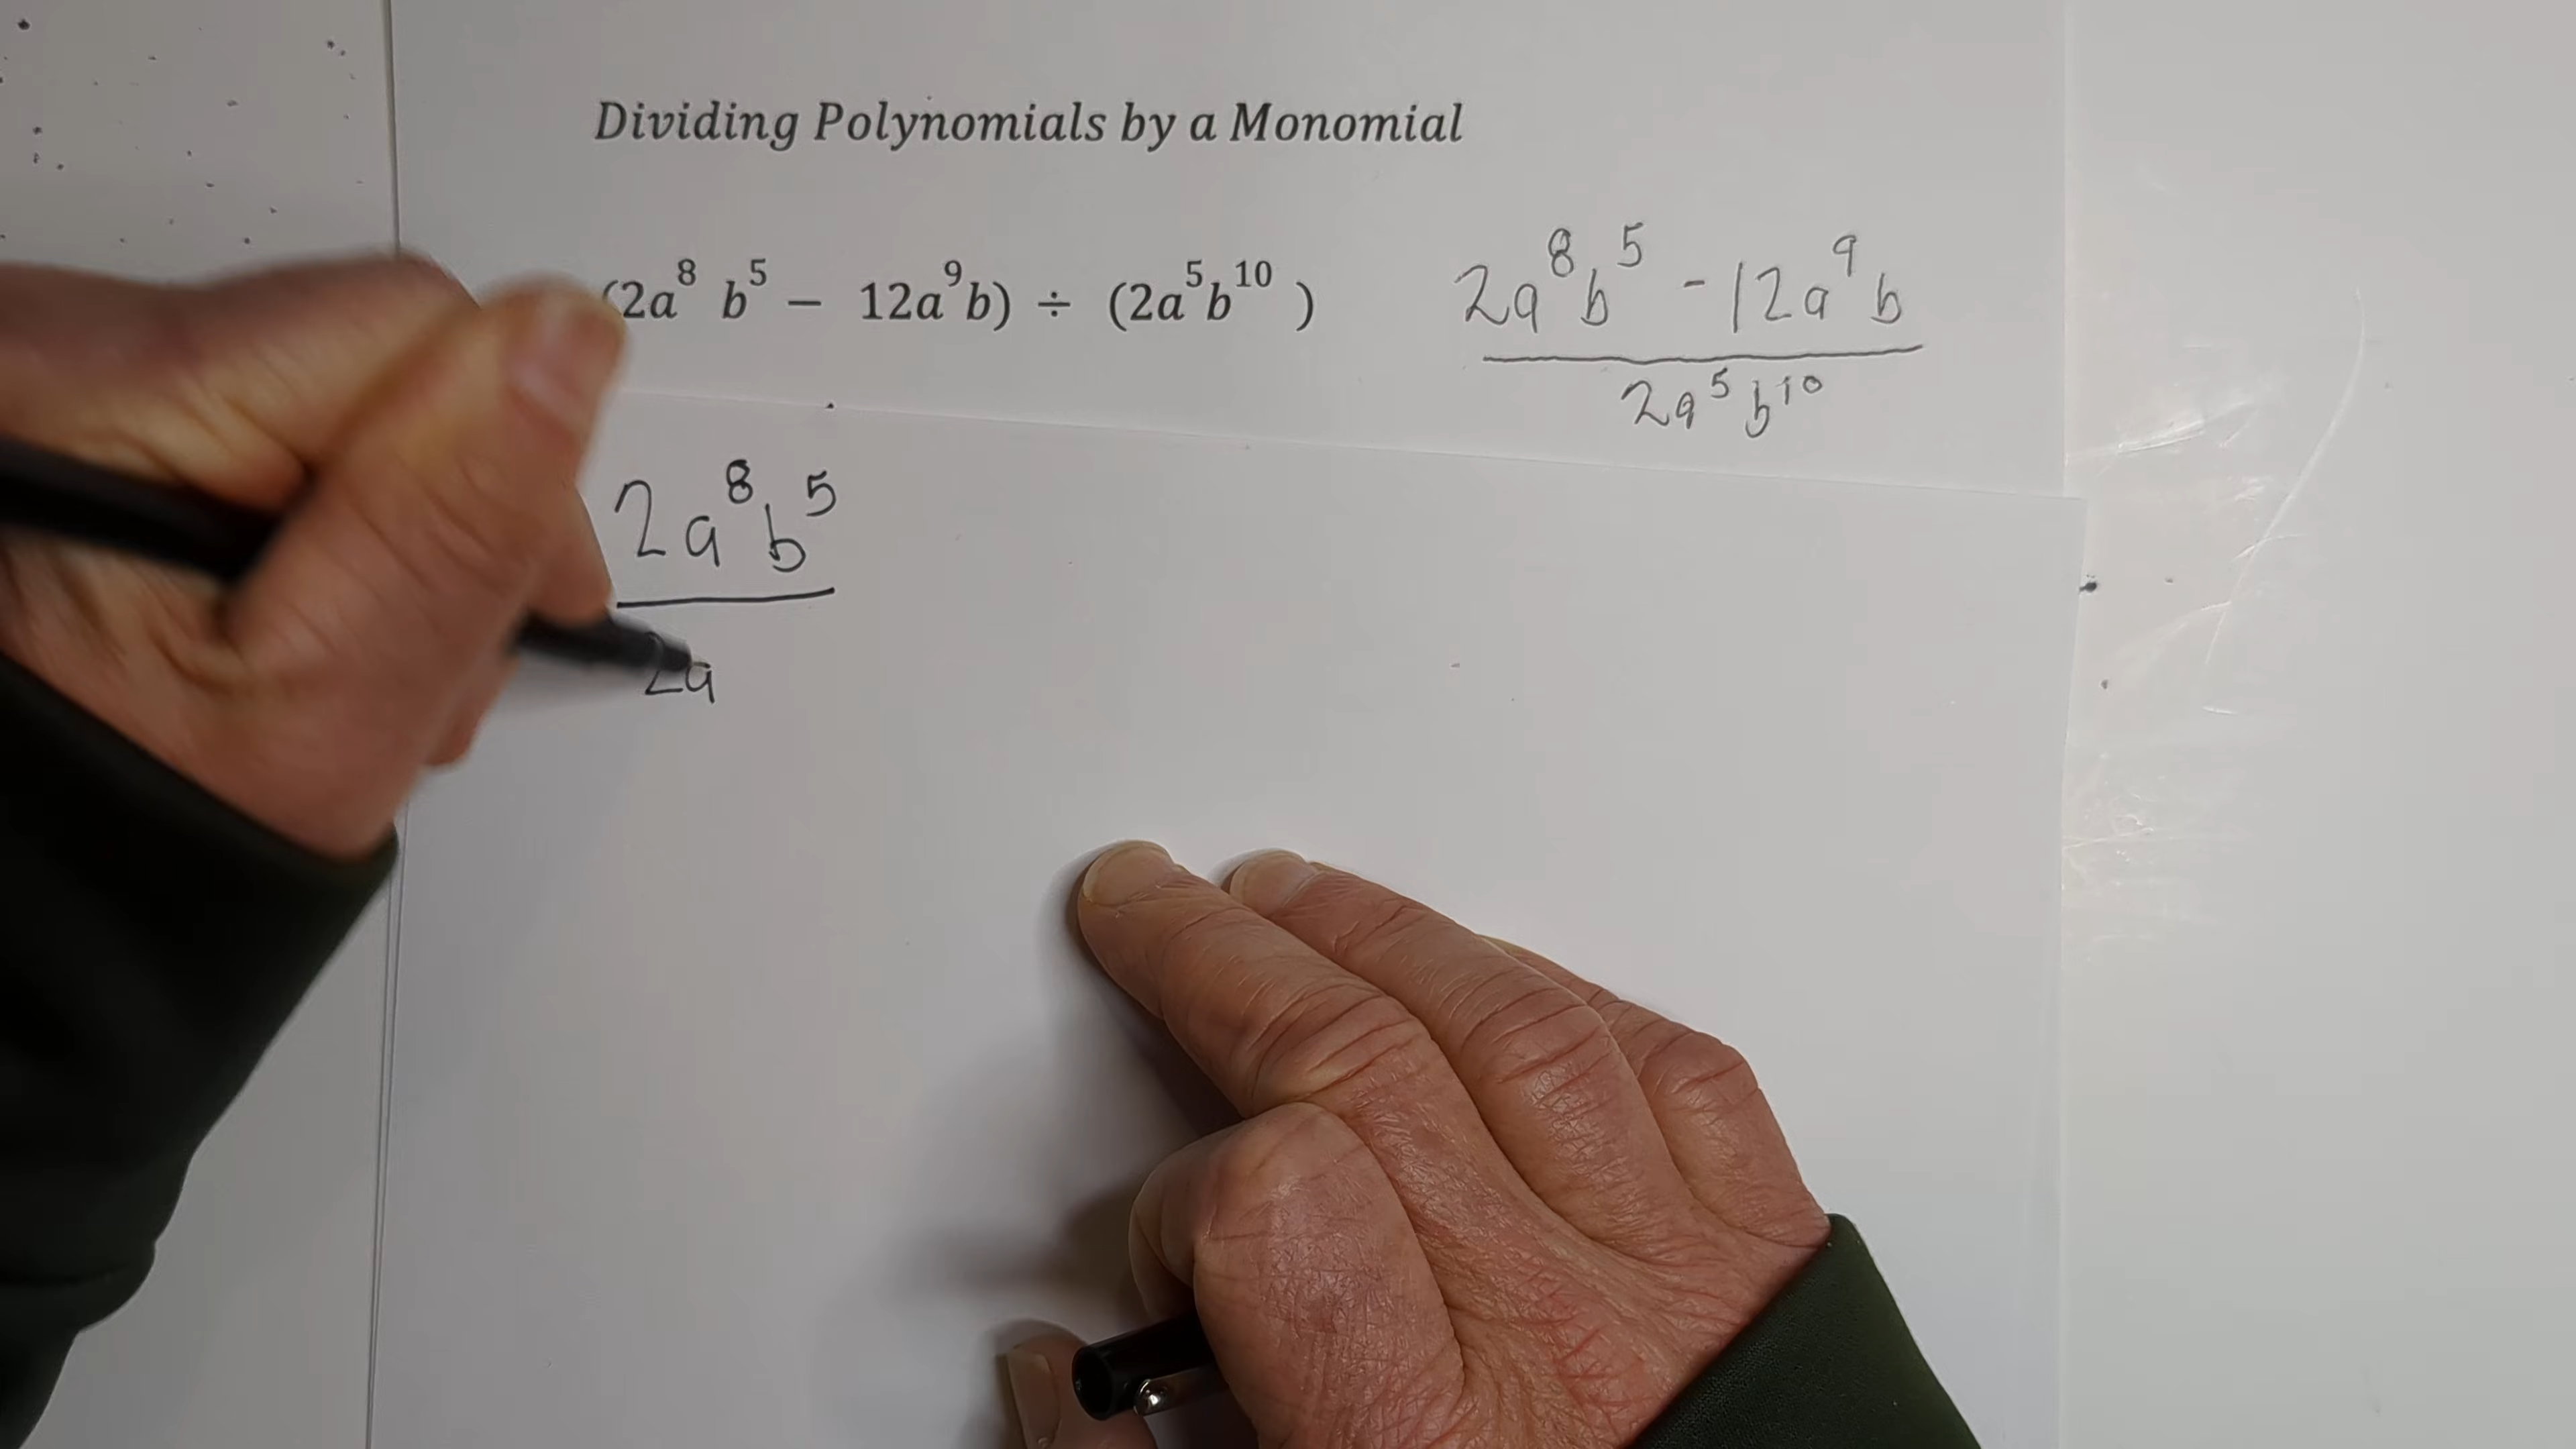 Dividing Polynomials by a Monomial
(2a⁸ b⁵ − 12a⁹b) ÷ (2a⁵b¹⁰ )
2a⁸b⁵ - 12a⁹b
2a⁵b¹⁰
2a⁸b⁵
2a